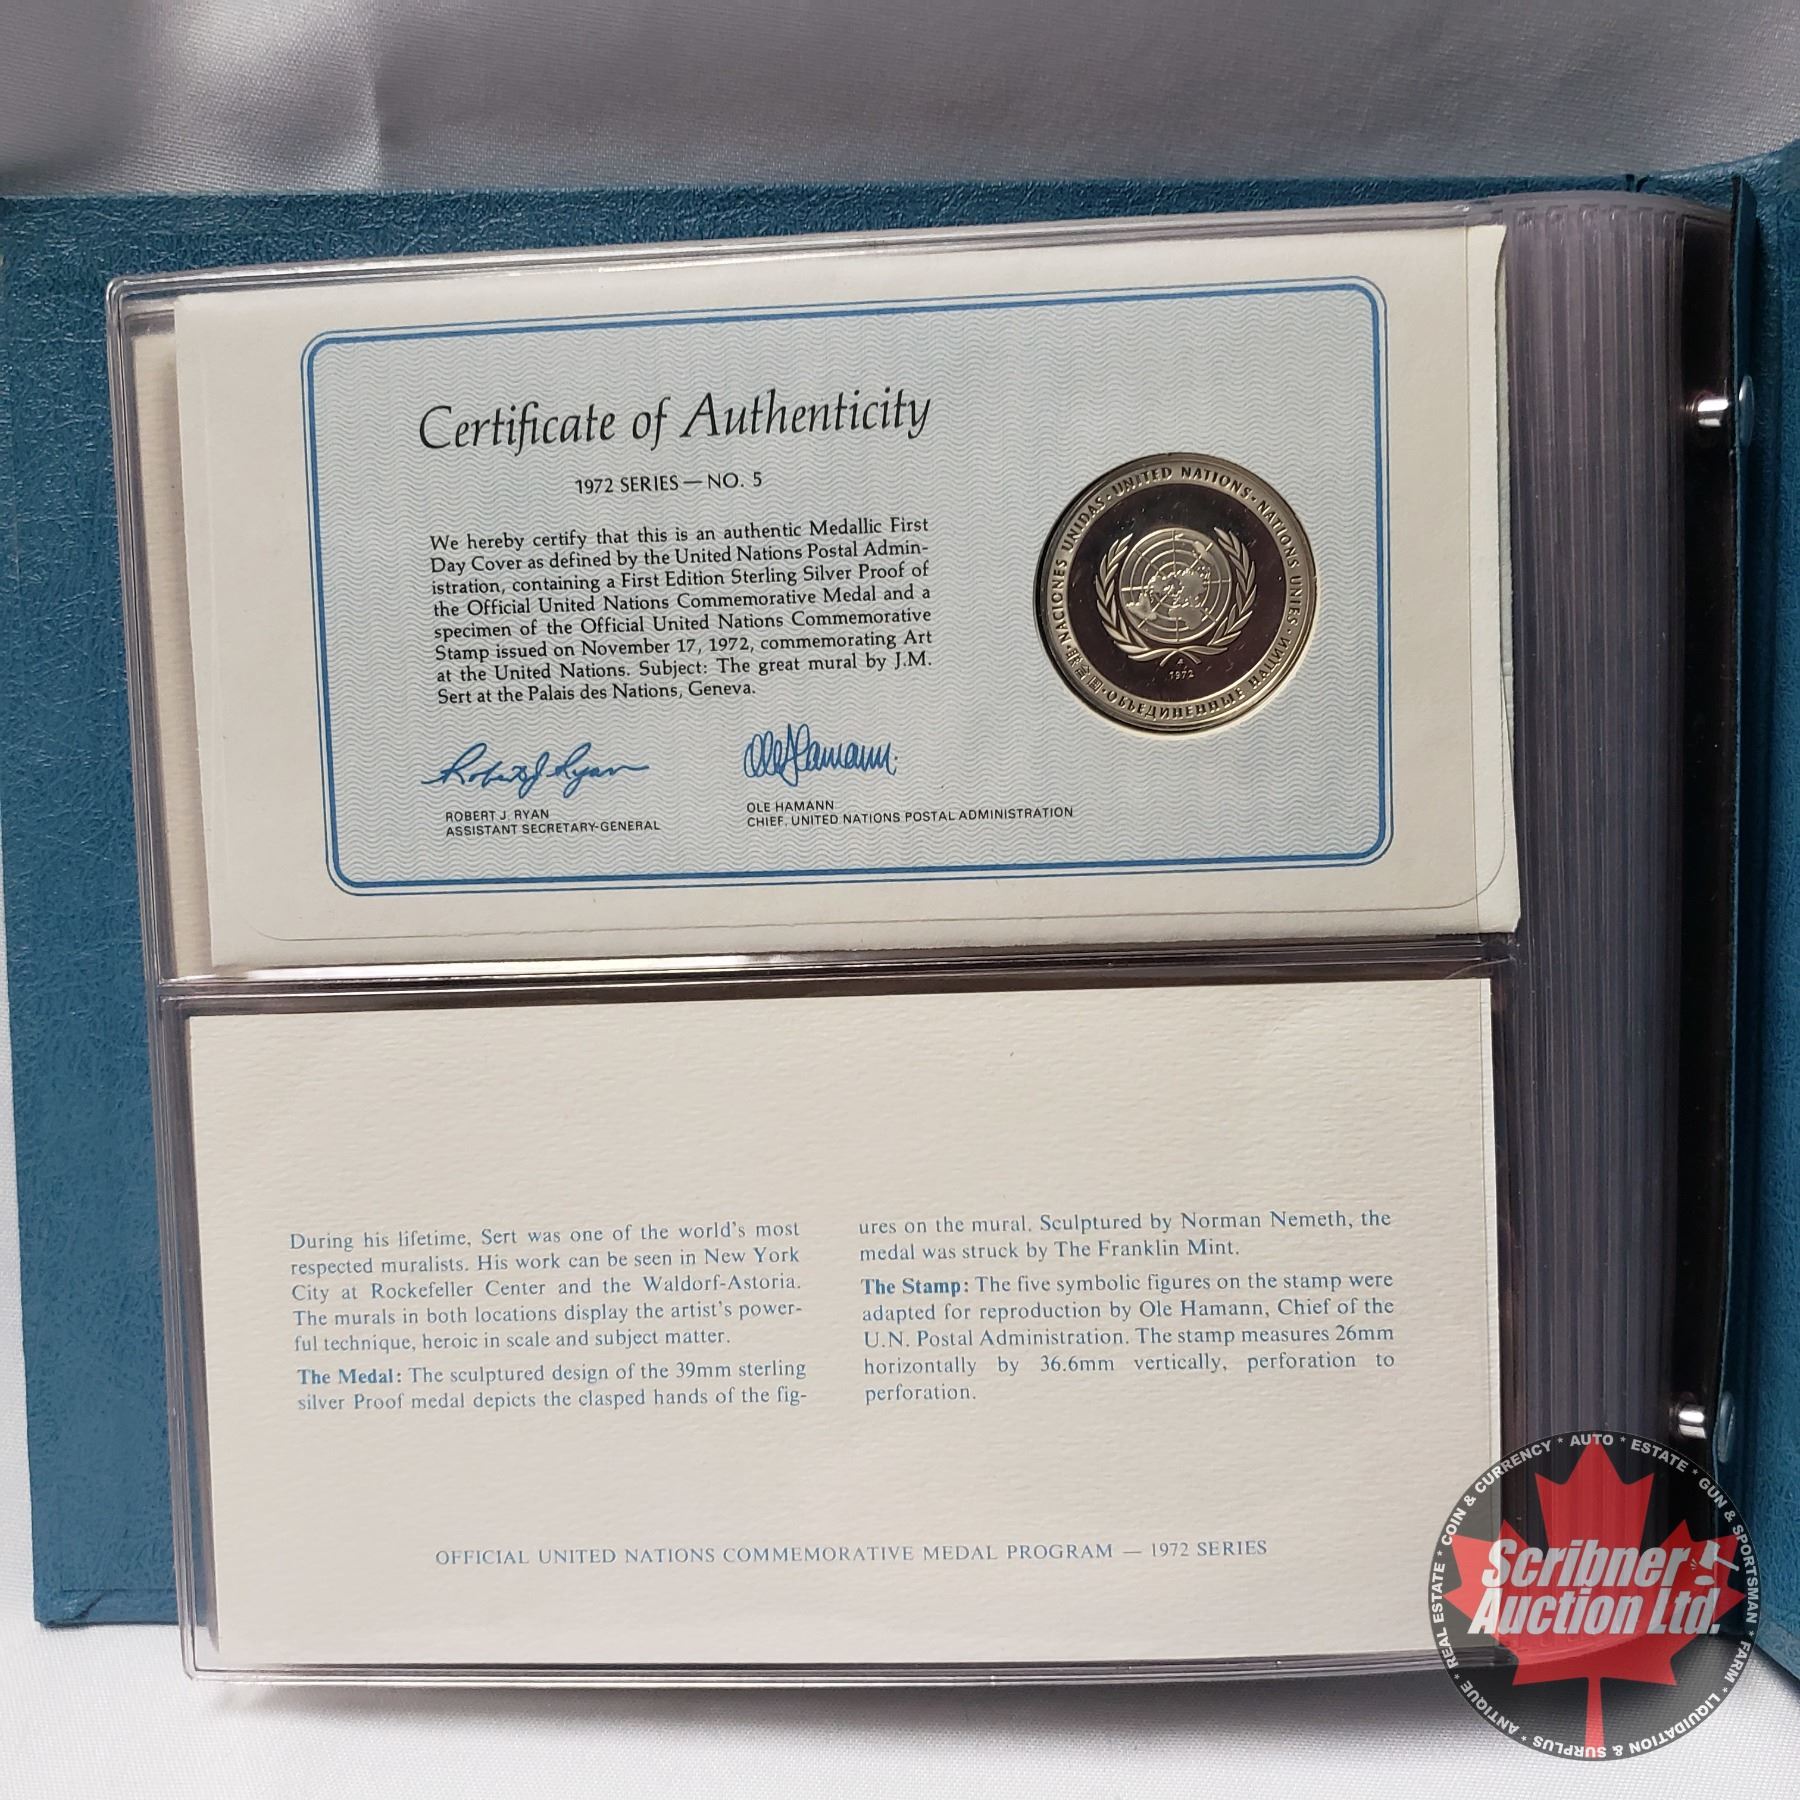 Certificate of Authenticity
1972 SERIES — NO. 5
We hereby certify that this is an authentic Medallic First
Day Cover as defined by the United Nations Postal Admin-
istration, containing a First Edition Sterling Silver Proof of
the Official United Nations Commemorative Medal and a
specimen of the Official United Nations Commemorative
Stamp issued on November 17, 1972, commemorating Art
at the United Nations. Subject: The great mural by J.M.
Sert at the Palais des Nations, Geneva.
Robert J. Ryan
Ole Hamann
ROBERT J. RYAN
ASSISTANT SECRETARY-GENERAL
OLE HAMANN
CHIEF, UNITED NATIONS POSTAL ADMINISTRATION
UNITED NATIONS · NATIONS UNIES · ОБЪЕДИНЕННЫЕ НАЦИИ · 聯合國 · NACIONES UNIDAS ·
1972
During his lifetime, Sert was one of the world's most
respected muralists. His work can be seen in New York
City at Rockefeller Center and the Waldorf-Astoria.
The murals in both locations display the artist's power-
ful technique, heroic in scale and subject matter.
The Medal: The sculptured design of the 39mm sterling
silver Proof medal depicts the clasped hands of the fig-
ures on the mural. Sculptured by Norman Nemeth, the
medal was struck by The Franklin Mint.
The Stamp: The five symbolic figures on the stamp were
adapted for reproduction by Ole Hamann, Chief of the
U.N. Postal Administration. The stamp measures 26mm
horizontally by 36.6mm vertically, perforation to
perforation.
OFFICIAL UNITED NATIONS COMMEMORATIVE MEDAL PROGRAM — 1972 SERIES
COIN & CURRENCY * AUTO * ESTATE * GUN & SPORTSMAN * FARM * LIQUIDATION & SURPLUS * ANTIQUE * REAL ESTATE *
Scribner
Auction Ltd.